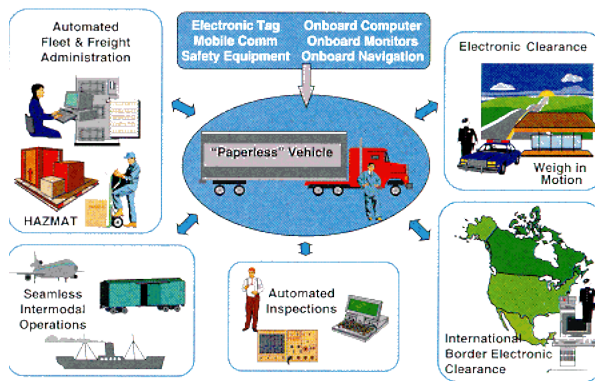 Automated
Fleet & Freight
Administration
Electronic Tag
Mobile Comm
Safety Equipment
Onboard Computer
Onboard Monitors
Onboard Navigation
Electronic Clearance
"Paperless" Vehicle
Weigh in
Motion
HAZMAT
Seamless
Intermodal
Operations
Automated
Inspections
International
Border Electronic
Clearance